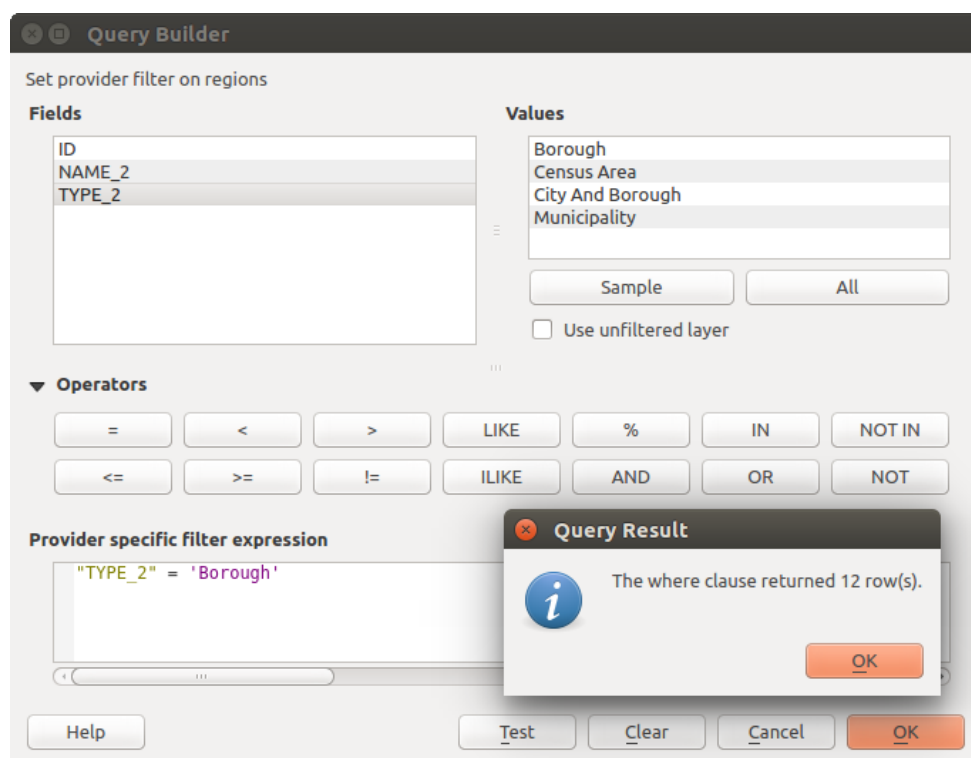 Query Builder
Set provider filter on regions
Fields
Values
ID
NAME_2
TYPE_2
Borough
Census Area
City And Borough
Municipality
Sample
All
Use unfiltered layer
Operators
= < > LIKE % IN NOT IN
<= >= != ILIKE AND OR NOT
Provider specific filter expression
"TYPE_2" = 'Borough'
Query Result
The where clause returned 12 row(s).
OK
Help Test Clear Cancel OK